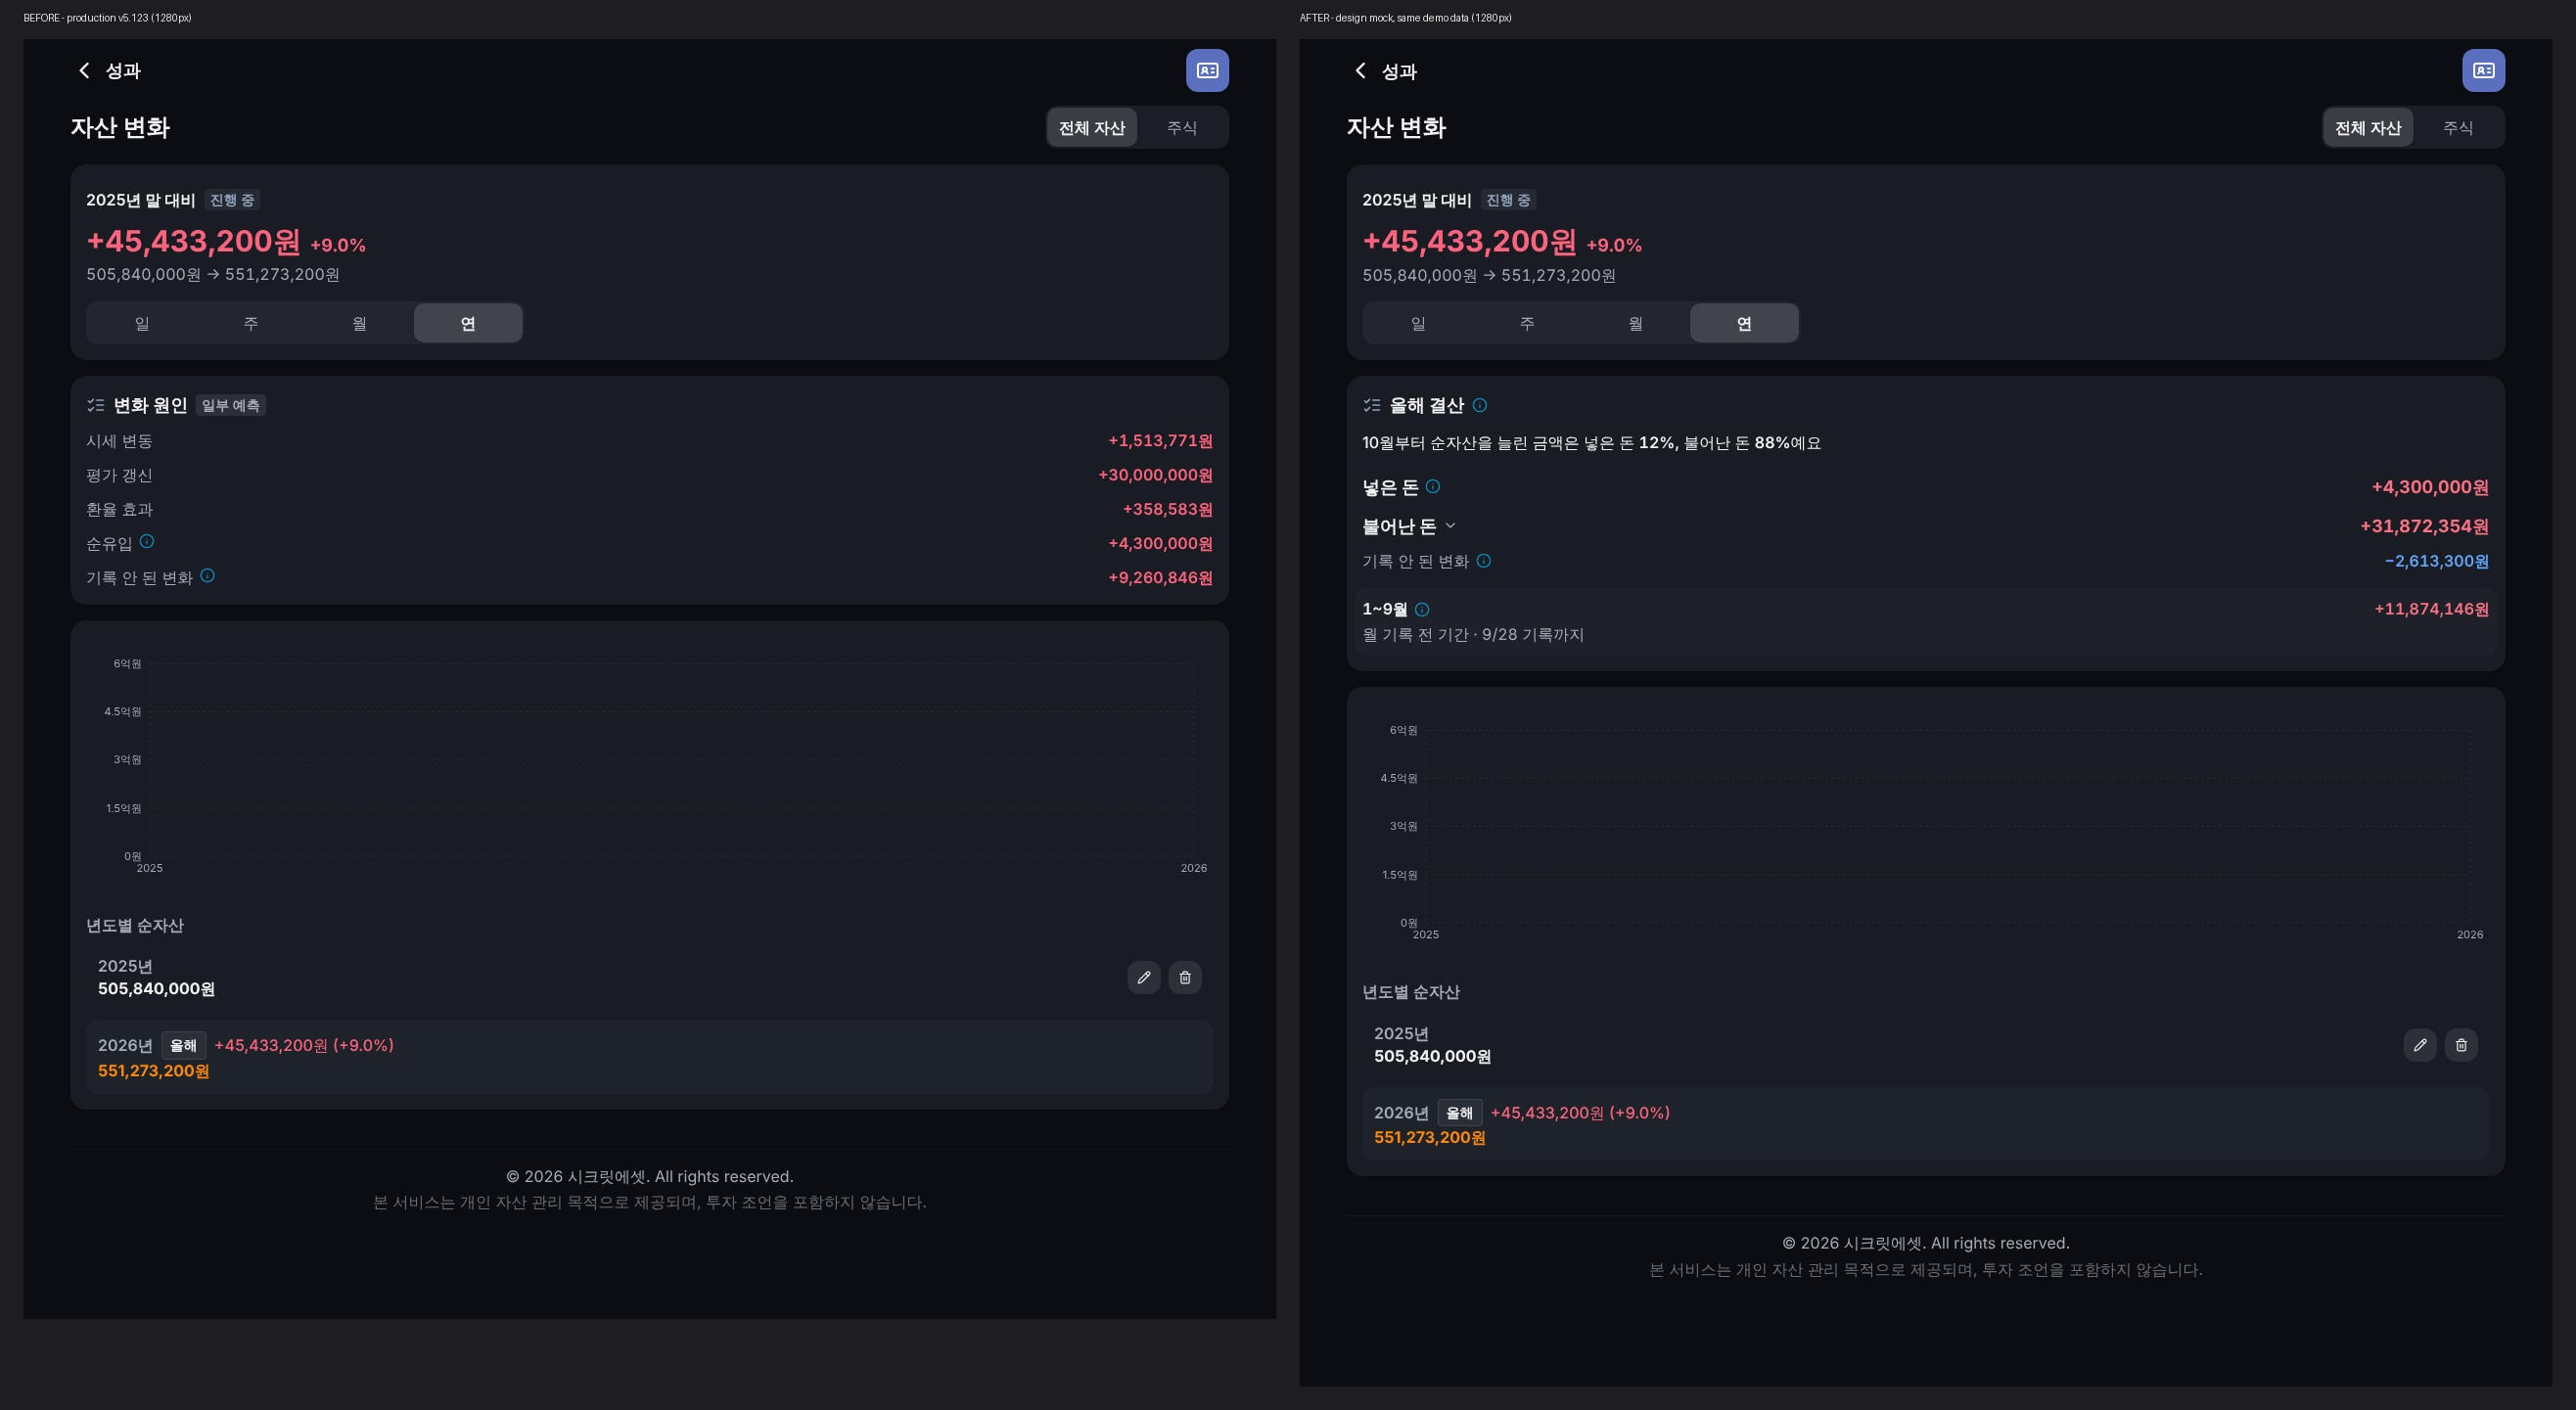 BEFORE - production v5.123 (1280px)
성과
자산 변화
전체 자산 주식
2025년 말 대비 진행 중
+45,433,200원 +9.0%
505,840,000원 → 551,273,200원
일 주 월 연
변화 원인 일부 예측
시세 변동 +1,513,771원
평가 갱신 +30,000,000원
환율 효과 +358,583원
순유입 +4,300,000원
기록 안 된 변화 +9,260,846원
6억원
4.5억원
3억원
1.5억원
0원
2025 2026
년도별 순자산
2025년
505,840,000원
2026년 올해 +45,433,200원 (+9.0%)
551,273,200원
© 2026 시크릿에셋. All rights reserved.
본 서비스는 개인 자산 관리 목적으로 제공되며, 투자 조언을 포함하지 않습니다.
AFTER - design mock, same demo data (1280px)
성과
자산 변화
전체 자산 주식
2025년 말 대비 진행 중
+45,433,200원 +9.0%
505,840,000원 → 551,273,200원
일 주 월 연
올해 결산
10월부터 순자산을 늘린 금액은 넣은 돈 12%, 불어난 돈 88%예요
넣은 돈 +4,300,000원
불어난 돈 +31,872,354원
기록 안 된 변화 −2,613,300원
1~9월 +11,874,146원
월 기록 전 기간 · 9/28 기록까지
6억원
4.5억원
3억원
1.5억원
0원
2025 2026
년도별 순자산
2025년
505,840,000원
2026년 올해 +45,433,200원 (+9.0%)
551,273,200원
© 2026 시크릿에셋. All rights reserved.
본 서비스는 개인 자산 관리 목적으로 제공되며, 투자 조언을 포함하지 않습니다.